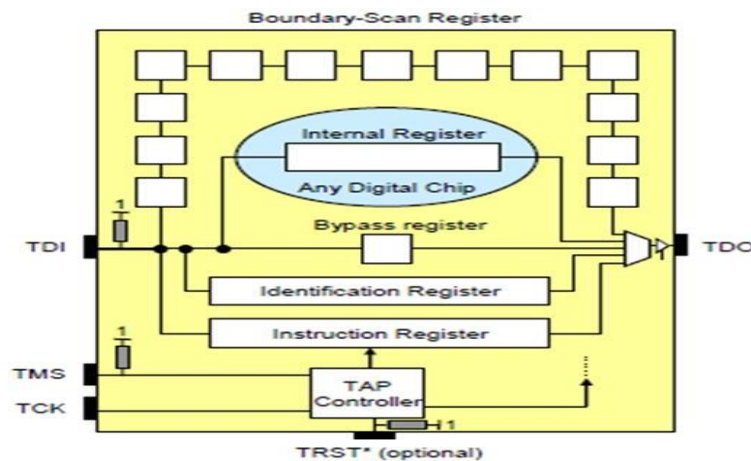 Boundary-Scan Register
Internal Register
Any Digital Chip
1
Bypass register
TDI
TDO
Identification Register
Instruction Register
1
TMS
TAP
Controller
TCK
1
TRST* (optional)